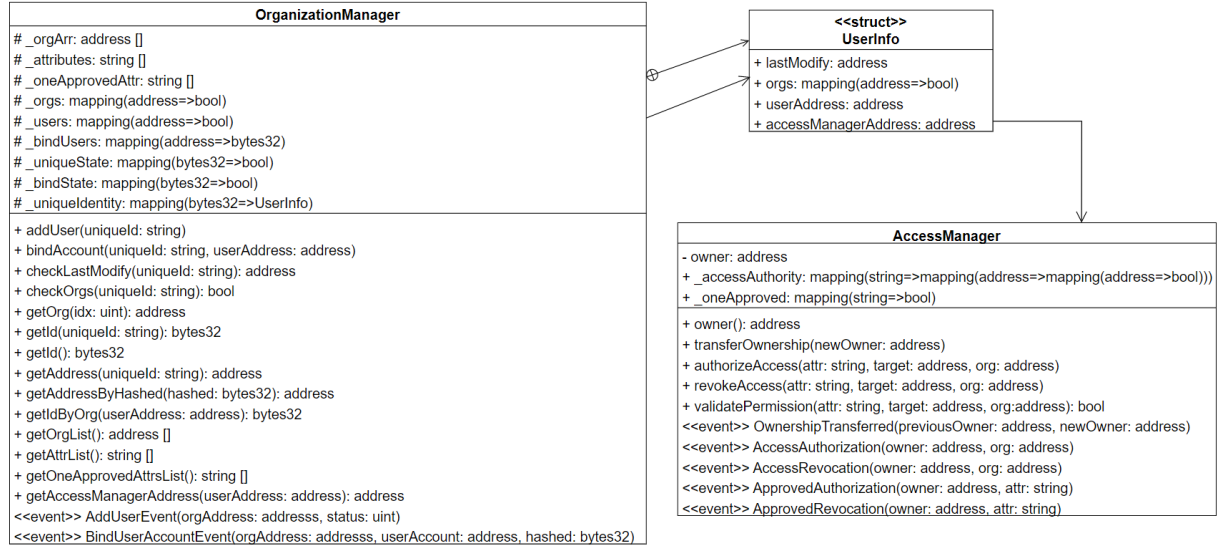 OrganizationManager
# _orgArr: address []
# _attributes: string []
# _oneApprovedAttr: string []
# _orgs: mapping(address=>bool)
# _users: mapping(address=>bool)
# _bindUsers: mapping(address=>bytes32)
# _uniqueState: mapping(bytes32=>bool)
# _bindState: mapping(bytes32=>bool)
# _uniqueIdentity: mapping(bytes32=>UserInfo)
+ addUser(uniqueId: string)
+ bindAccount(uniqueId: string, userAddress: address)
+ checkLastModify(uniqueId: string): address
+ checkOrgs(uniqueId: string): bool
+ getOrg(idx: uint): address
+ getId(uniqueId: string): bytes32
+ getId(): bytes32
+ getAddress(uniqueId: string): address
+ getAddressByHashed(hashed: bytes32): address
+ getIdByOrg(userAddress: address): bytes32
+ getOrgList(): address []
+ getAttrList(): string []
+ getOneApprovedAttrsList(): string []
+ getAccessManagerAddress(userAddress: address): address
<<event>> AddUserEvent(orgAddress: addresss, status: uint)
<<event>> BindUserAccountEvent(orgAddress: addresss, userAccount: address, hashed: bytes32)
<<struct>>
UserInfo
+ lastModify: address
+ orgs: mapping(address=>bool)
+ userAddress: address
+ accessManagerAddress: address
AccessManager
- owner: address
+ _accessAuthority: mapping(string=>mapping(address=>mapping(address=>bool)))
+ _oneApproved: mapping(string=>bool)
+ owner(): address
+ transferOwnership(newOwner: address)
+ authorizeAccess(attr: string, target: address, org: address)
+ revokeAccess(attr: string, target: address, org: address)
+ validatePermission(attr: string, target: address, org:address): bool
<<event>> OwnershipTransferred(previousOwner: address, newOwner: address)
<<event>> AccessAuthorization(owner: address, org: address)
<<event>> AccessRevocation(owner: address, org: address)
<<event>> ApprovedAuthorization(owner: address, attr: string)
<<event>> ApprovedRevocation(owner: address, attr: string)